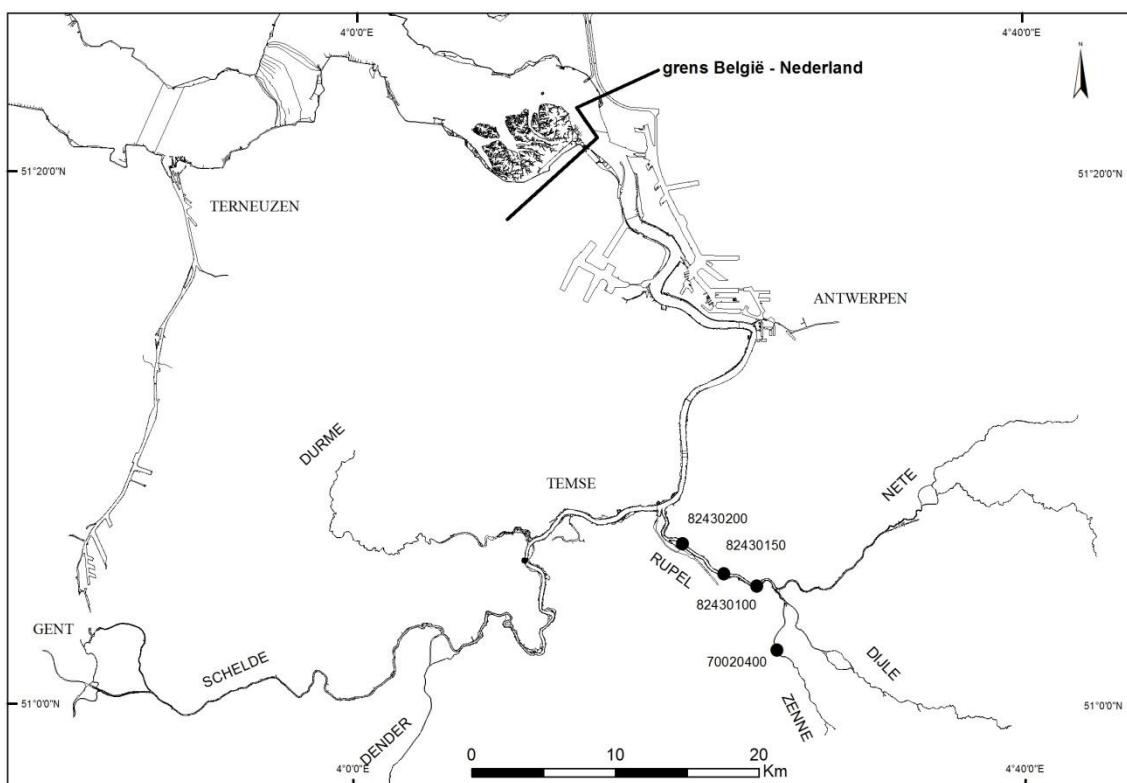 4°0'0"E
4°40'0"E
N
grens België - Nederland
51°20'0"N
51°20'0"N
TERNEUZEN
ANTWERPEN
DURME
TEMSE
NETE
82430200
82430150
RUPEL
82430100
GENT
70020400
SCHELDE
DIJLE
ZENNE
51°0'0"N
51°0'0"N
DENDER
0
10
20
Km
4°0'0"E
4°40'0"E